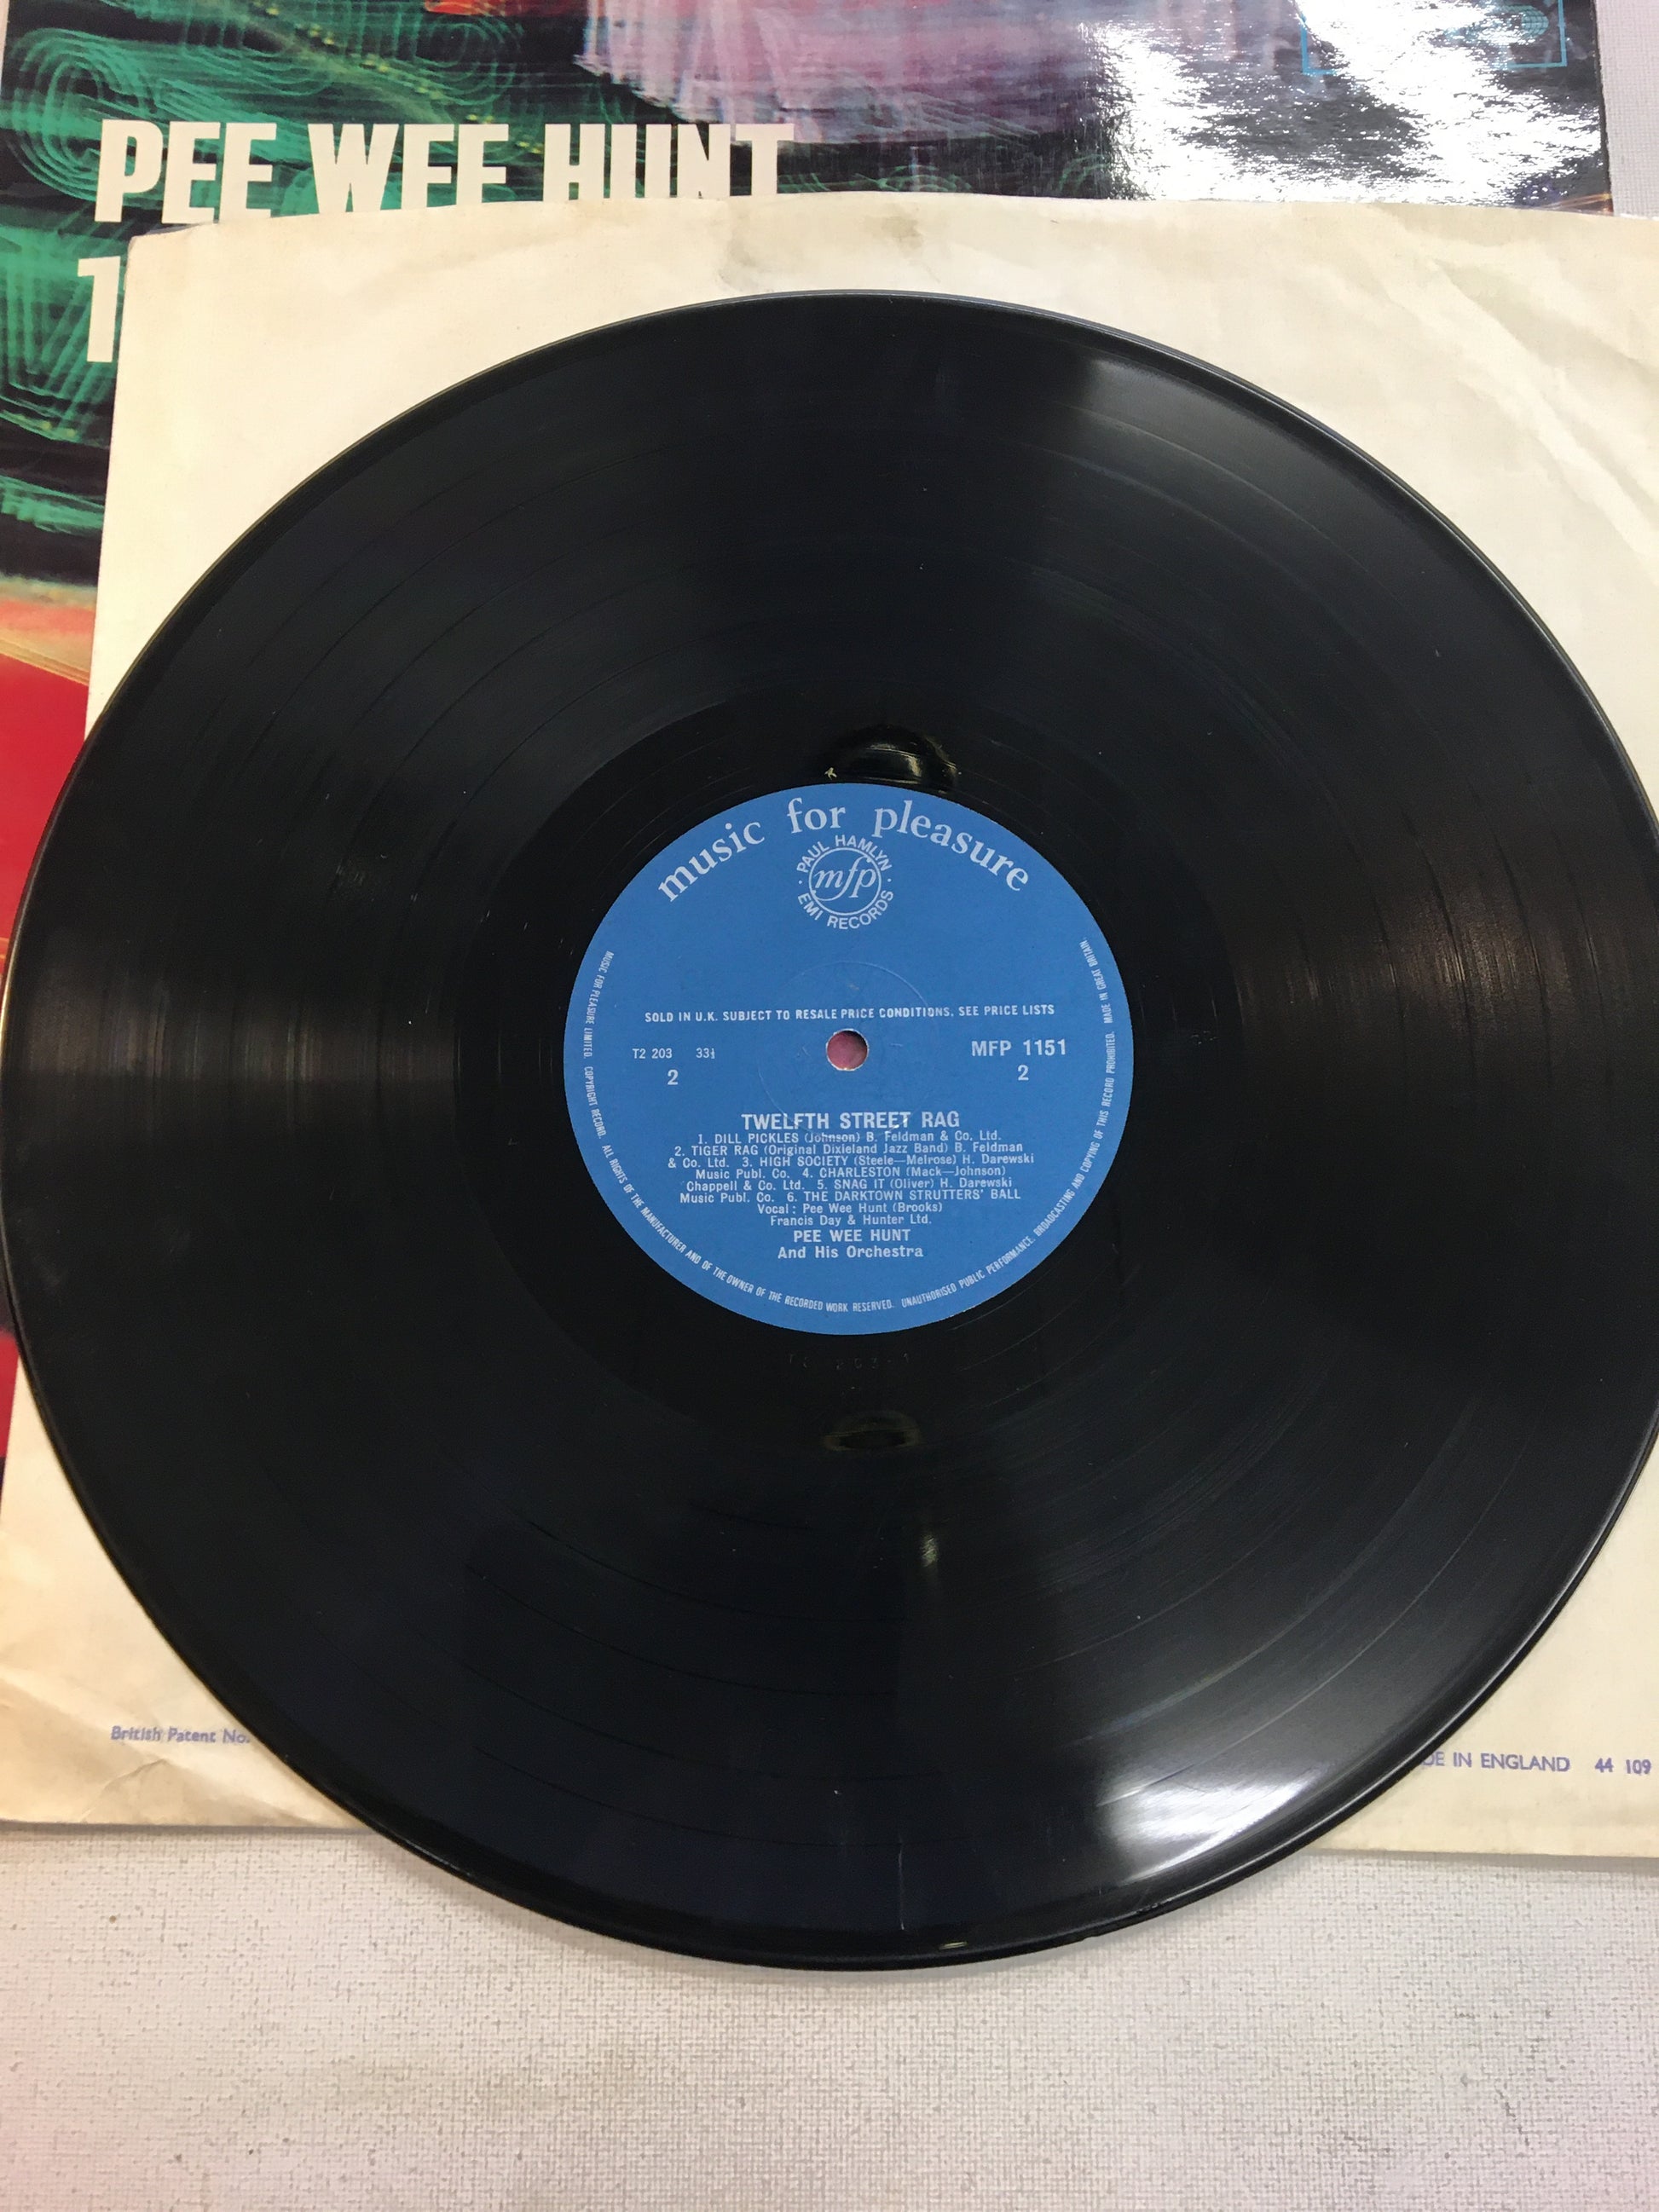 PEE WEE HUNT
1
music for pleasure
PAUL HAMLYN
mfp
EMI RECORDS
SOLD IN U.K. SUBJECT TO RESALE PRICE CONDITIONS, SEE PRICE LISTS
T2 203 33⅓ MFP 1151
2 2
TWELFTH STREET RAG
1. DILL PICKLES (Johnson) B. Feldman & Co. Ltd.
2. TIGER RAG (Original Dixieland Jazz Band) B. Feldman
& Co. Ltd. 3. HIGH SOCIETY (Steele—Melrose) H. Darewski
Music Publ. Co. 4. CHARLESTON (Mack—Johnson)
Chappell & Co. Ltd. 5. SNAG IT (Oliver) H. Darewski
Music Publ. Co. 6. THE DARKTOWN STRUTTERS' BALL
Vocal : Pee Wee Hunt (Brooks)
Francis Day & Hunter Ltd.
PEE WEE HUNT
And His Orchestra
MUSIC FOR PLEASURE LIMITED. COPYRIGHT RECORD. ALL RIGHTS OF THE MANUFACTURER AND OF THE OWNER OF THE RECORDED WORK RESERVED. UNAUTHORISED PUBLIC PERFORMANCE, BROADCASTING AND COPYING OF THIS RECORD PROHIBITED. MADE IN GREAT BRITAIN.
British Patent No.
DE IN ENGLAND 44 109